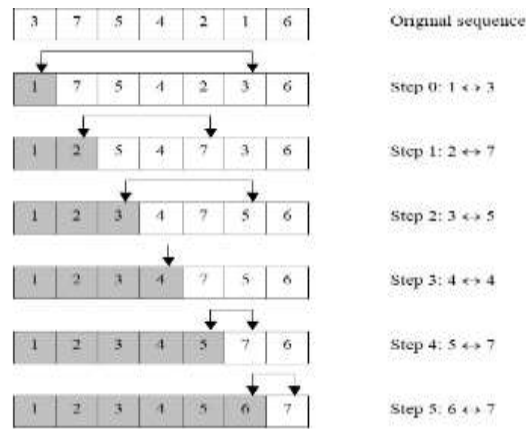 3 7 5 4 2 1 6 Original sequence
1 7 5 4 2 3 6 Step 0: 1 ↔ 3
1 2 5 4 7 3 6 Step 1: 2 ↔ 7
1 2 3 4 7 5 6 Step 2: 3 ↔ 5
1 2 3 4 7 5 6 Step 3: 4 ↔ 4
1 2 3 4 5 7 6 Step 4: 5 ↔ 7
1 2 3 4 5 6 7 Step 5: 6 ↔ 7